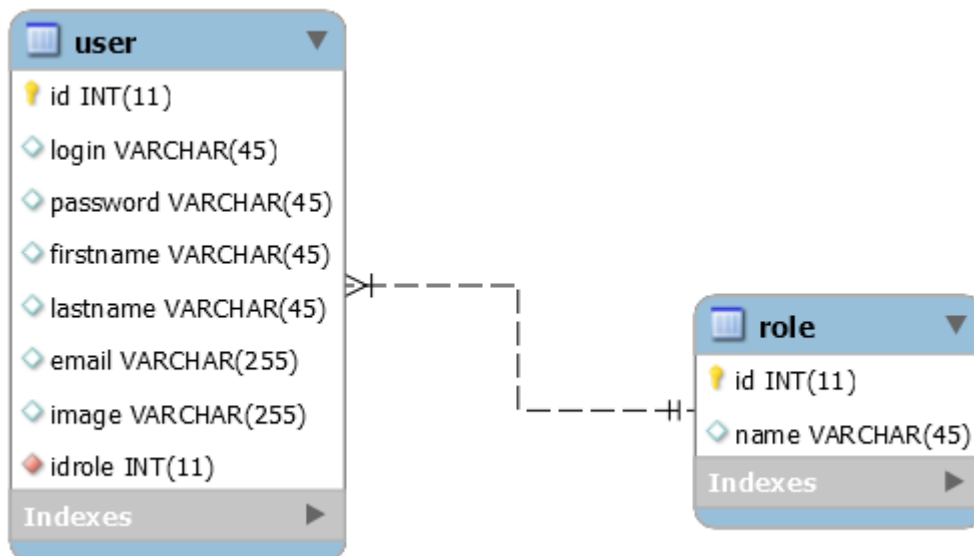 user
id INT(11)
login VARCHAR(45)
password VARCHAR(45)
firstname VARCHAR(45)
lastname VARCHAR(45)
email VARCHAR(255)
image VARCHAR(255)
idrole INT(11)
Indexes
role
id INT(11)
name VARCHAR(45)
Indexes